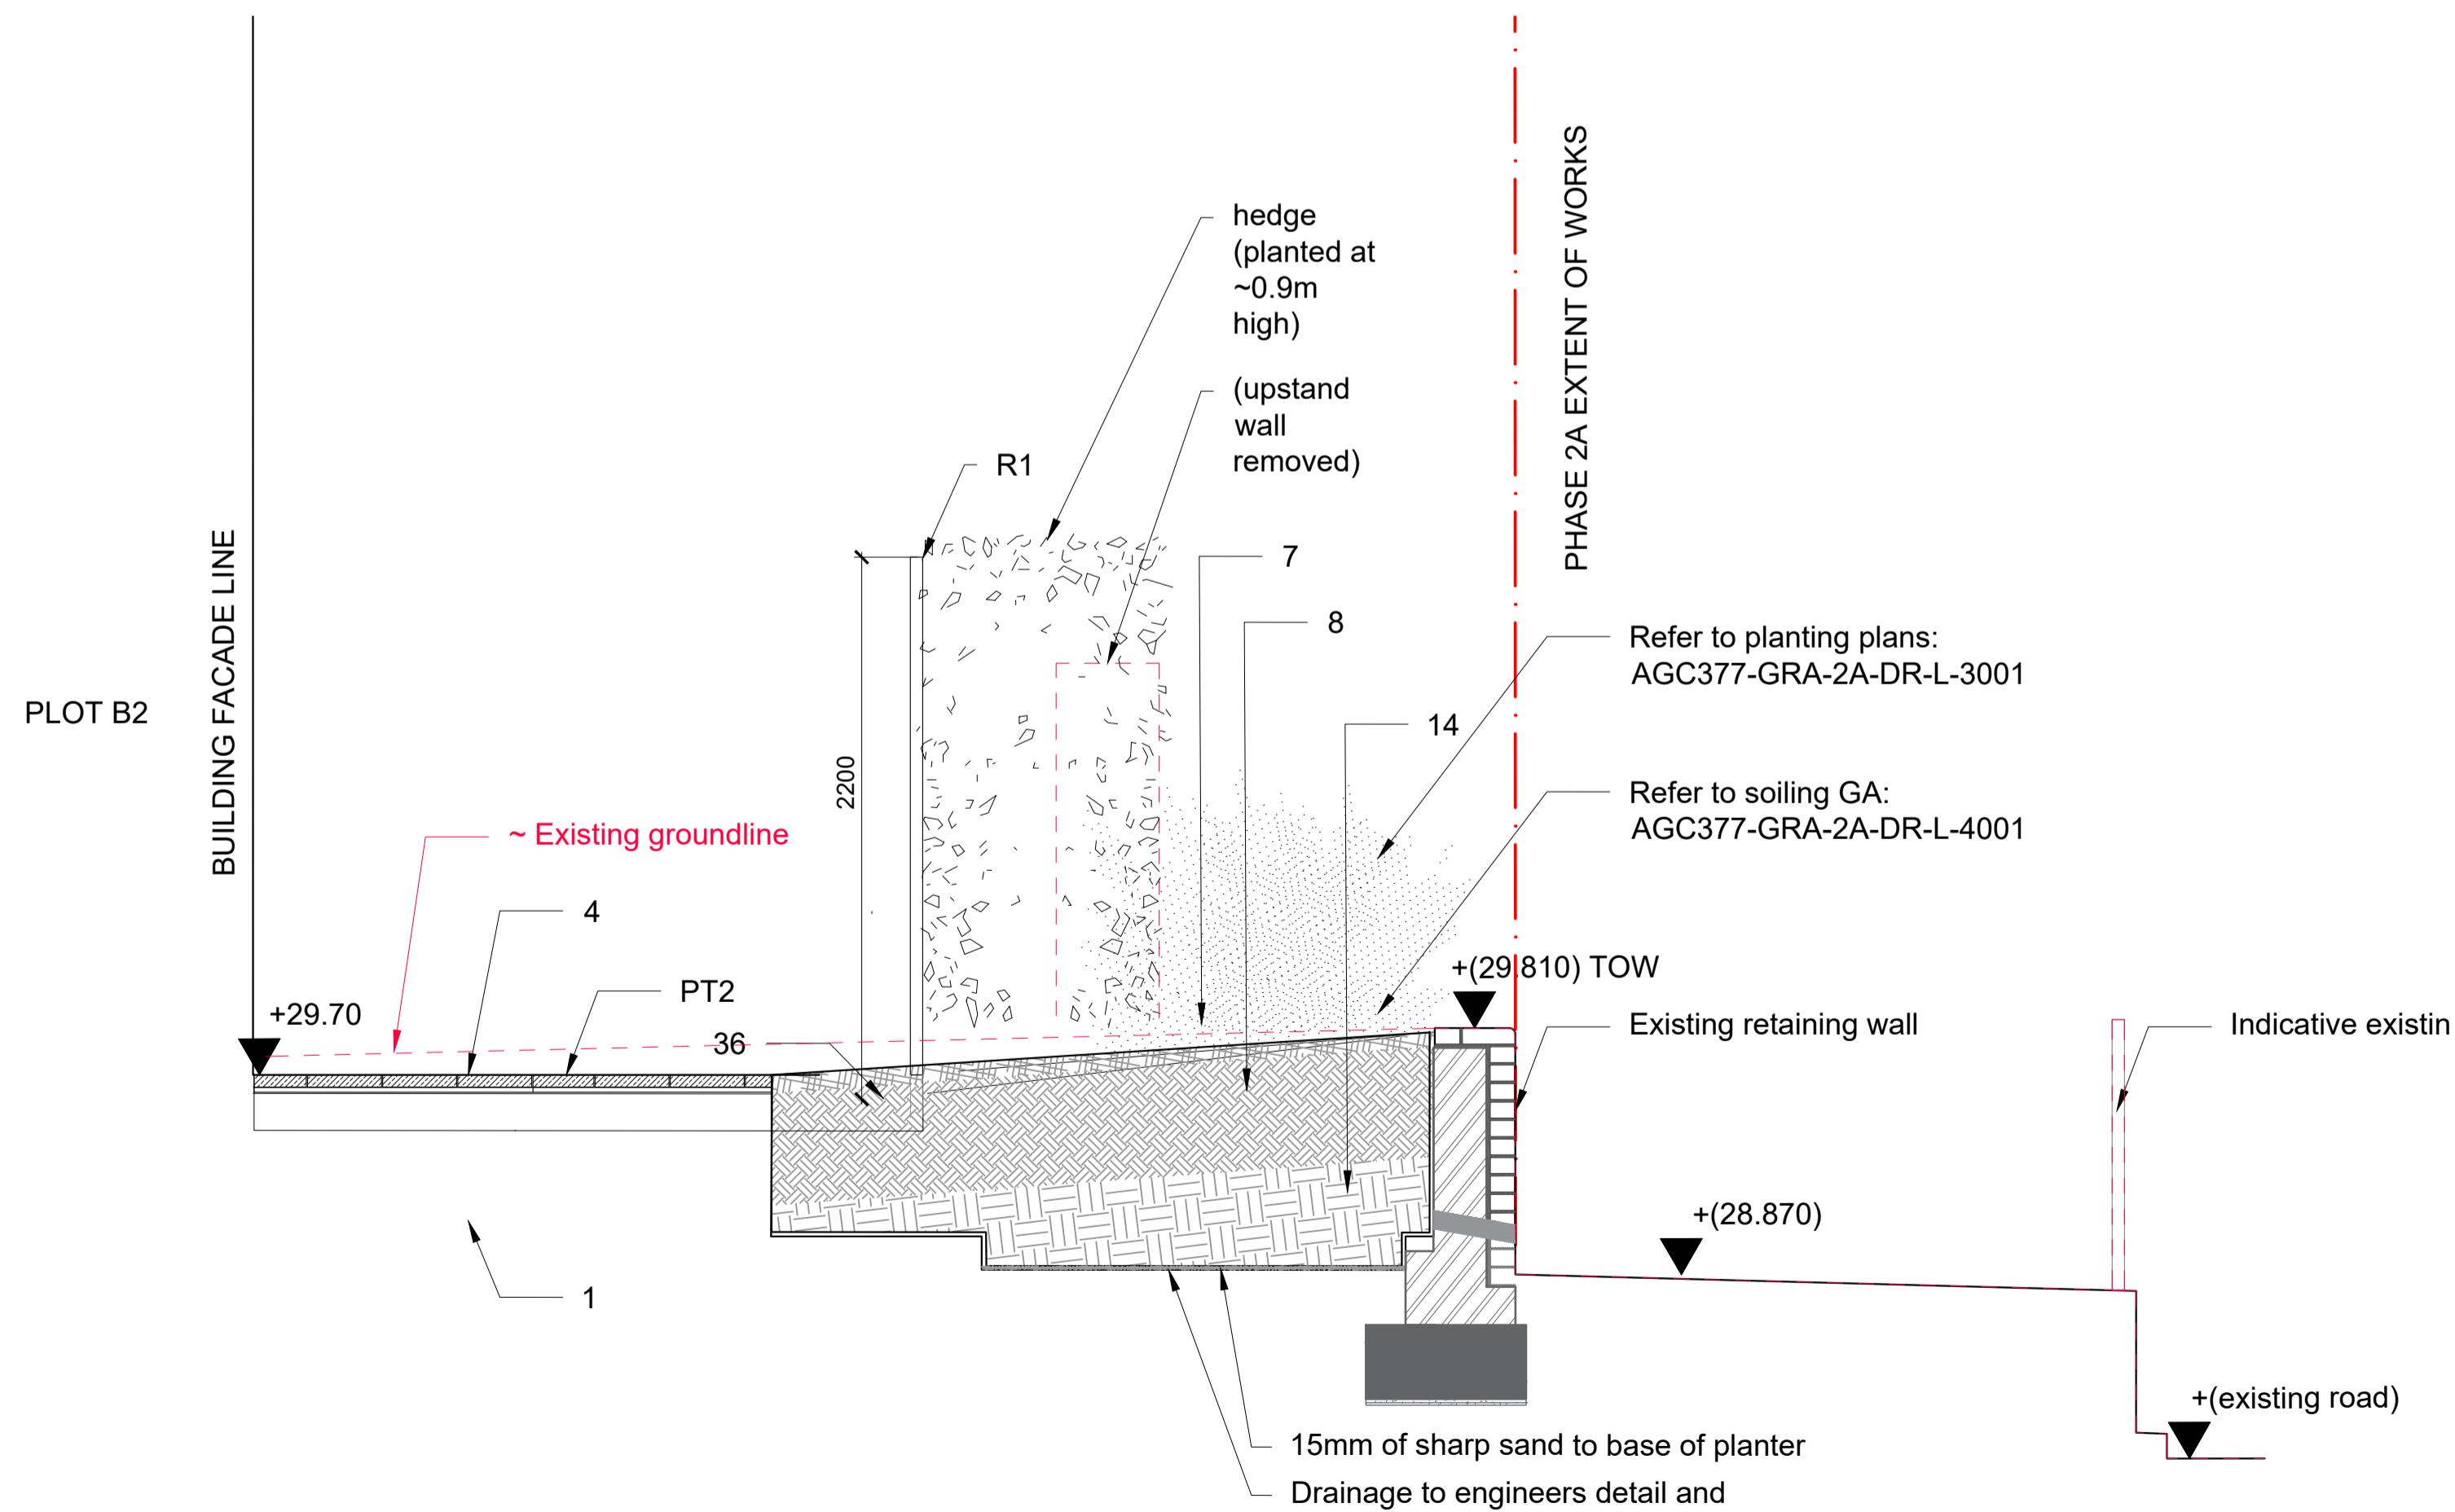 hedge
(planted at
~0.9m
high)
(upstand
wall
removed)
R1
PHASE 2A EXTENT OF WORKS
7
8
Refer to planting plans:
AGC377-GRA-2A-DR-L-3001
14
PLOT B2
BUILDING FACADE LINE
2200
Refer to soiling GA:
AGC377-GRA-2A-DR-L-4001
~ Existing groundline
4
+(29.810) TOW
PT2
+29.70
36
Existing retaining wall
Indicative existin
+(28.870)
1
+(existing road)
15mm of sharp sand to base of planter
Drainage to engineers detail and